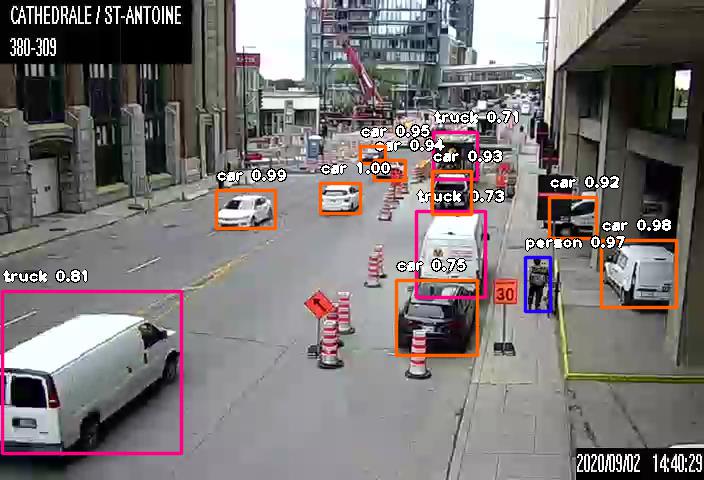 CATHEDRALE / ST-ANTOINE
380-309
car 0.95
truck 0.71
car 0.94
car 0.93
car 0.99
car 1.00
car 0.92
truck 0.73
car 0.98
person 0.97
truck 0.81
car 0.75
30
2020/09/02 14:40:29